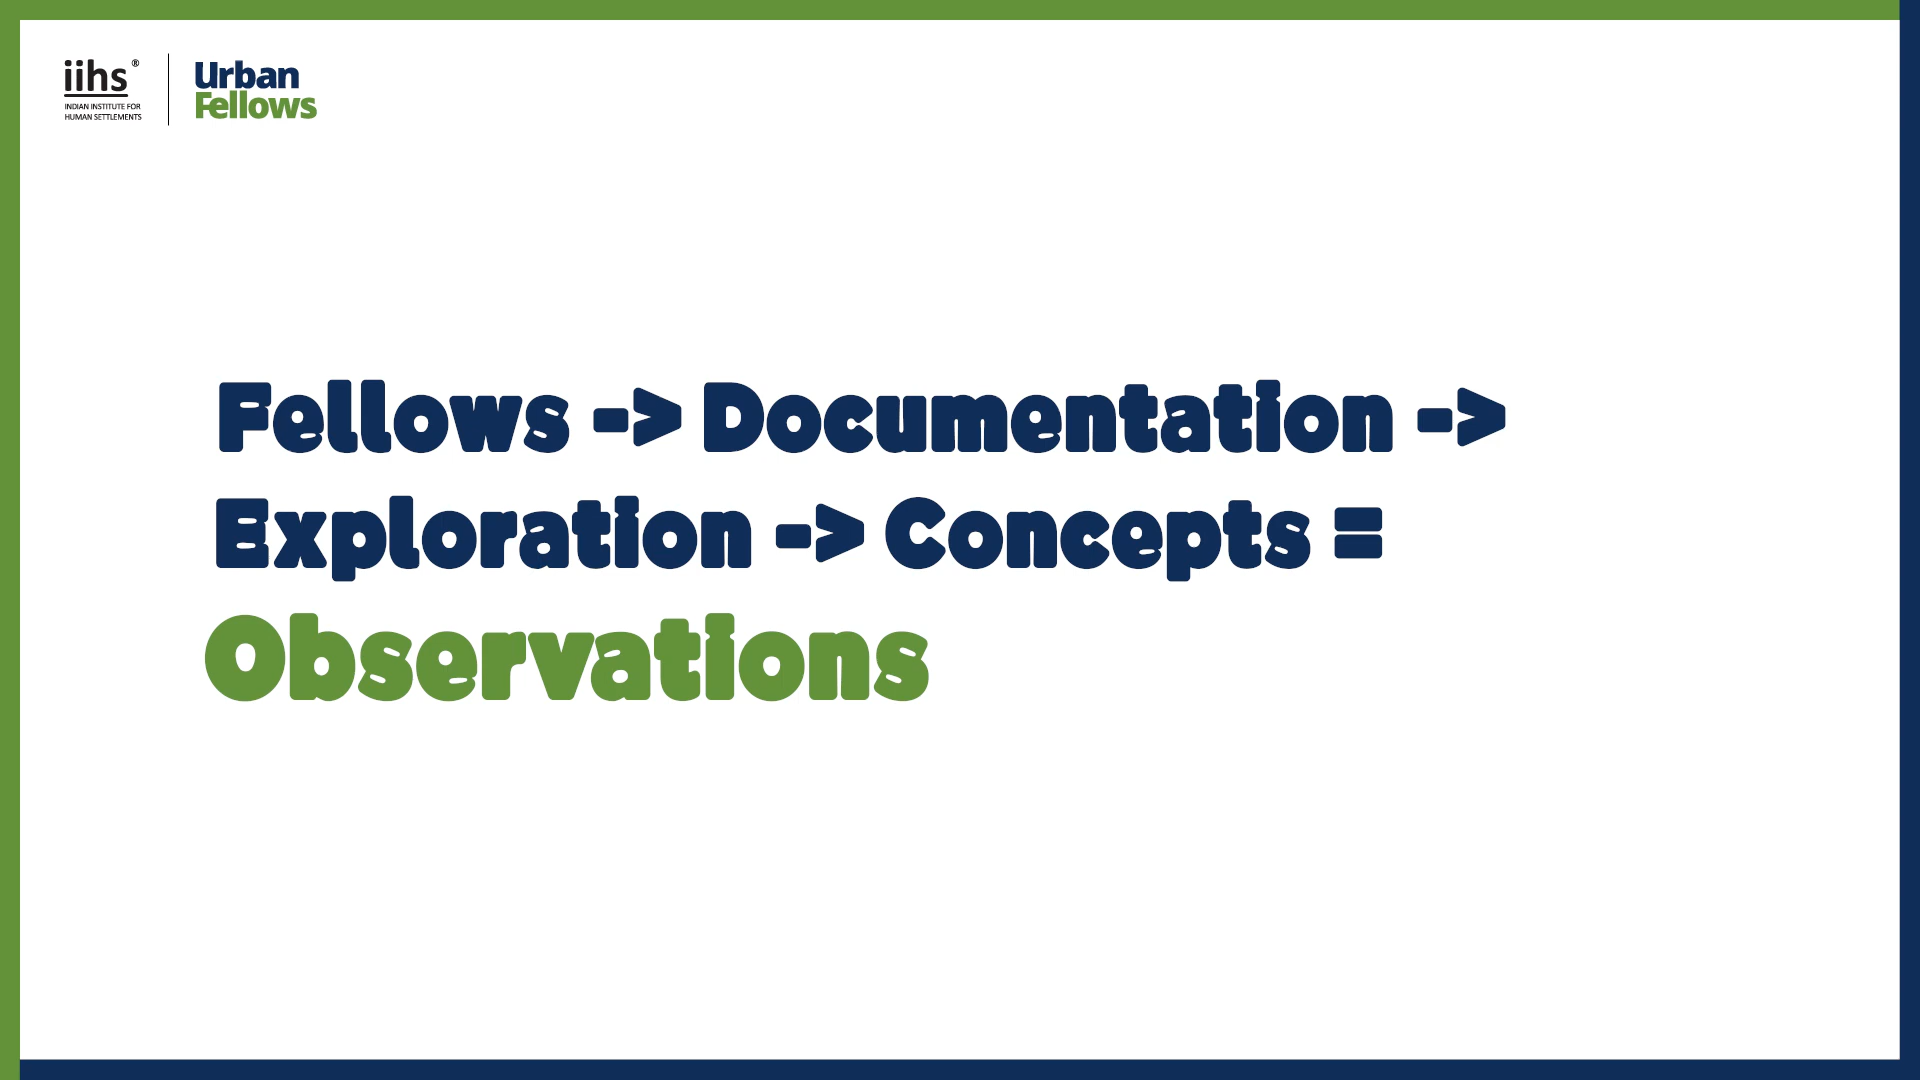 iihs®
INDIAN INSTITUTE FOR
HUMAN SETTLEMENTS
Urban
Fellows
Fellows -> Documentation ->
Exploration -> Concepts =
Observations